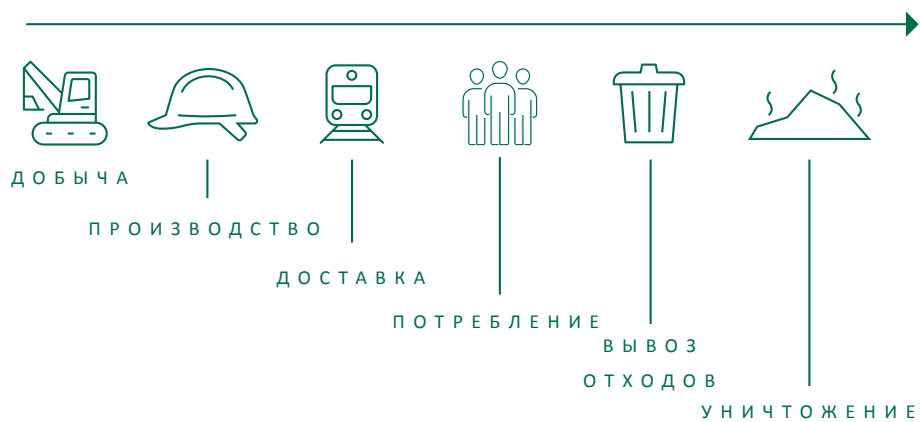 ДОБЫЧА
ПРОИЗВОДСТВО
ДОСТАВКА
ПОТРЕБЛЕНИЕ
ВЫВОЗ
ОТХОДОВ
УНИЧТОЖЕНИЕ